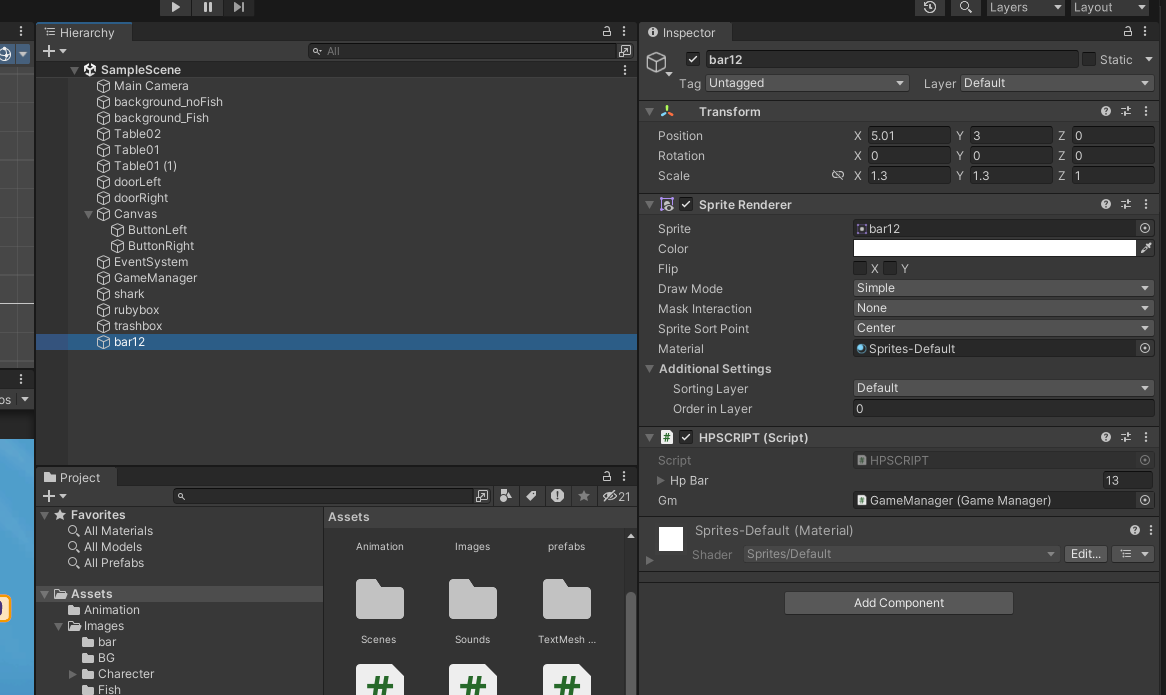 Layers
Layout
Hierarchy
All
SampleScene
Main Camera
background_noFish
background_Fish
Table02
Table01
Table01 (1)
doorLeft
doorRight
Canvas
ButtonLeft
ButtonRight
EventSystem
GameManager
shark
rubybox
trashbox
bar12
os
Project
21
Favorites
All Materials
All Models
All Prefabs
Assets
Animation
Images
bar
BG
Charecter
Fish
Assets
Animation Images prefabs
Scenes Sounds TextMesh ...
# # #
Inspector
bar12 Static
Tag Untagged Layer Default
Transform
Position X 5.01 Y 3 Z 0
Rotation X 0 Y 0 Z 0
Scale X 1.3 Y 1.3 Z 1
Sprite Renderer
Sprite bar12
Color
Flip X Y
Draw Mode Simple
Mask Interaction None
Sprite Sort Point Center
Material Sprites-Default
Additional Settings
Sorting Layer Default
Order in Layer 0
# HPSCRIPT (Script)
Script # HPSCRIPT
Hp Bar 13
Gm # GameManager (Game Manager)
Sprites-Default (Material)
Shader Sprites/Default Edit...
Add Component